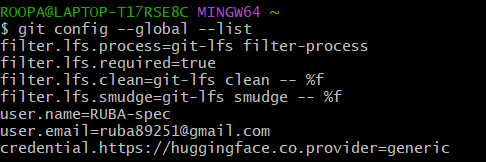 ROOPA@LAPTOP-T17RSE8C MINGW64 ~
$ git config --global --list
filter.lfs.process=git-lfs filter-process
filter.lfs.required=true
filter.lfs.clean=git-lfs clean -- %f
filter.lfs.smudge=git-lfs smudge -- %f
user.name=RUBA-spec
user.email=ruba89251@gmail.com
credential.https://huggingface.co.provider=generic